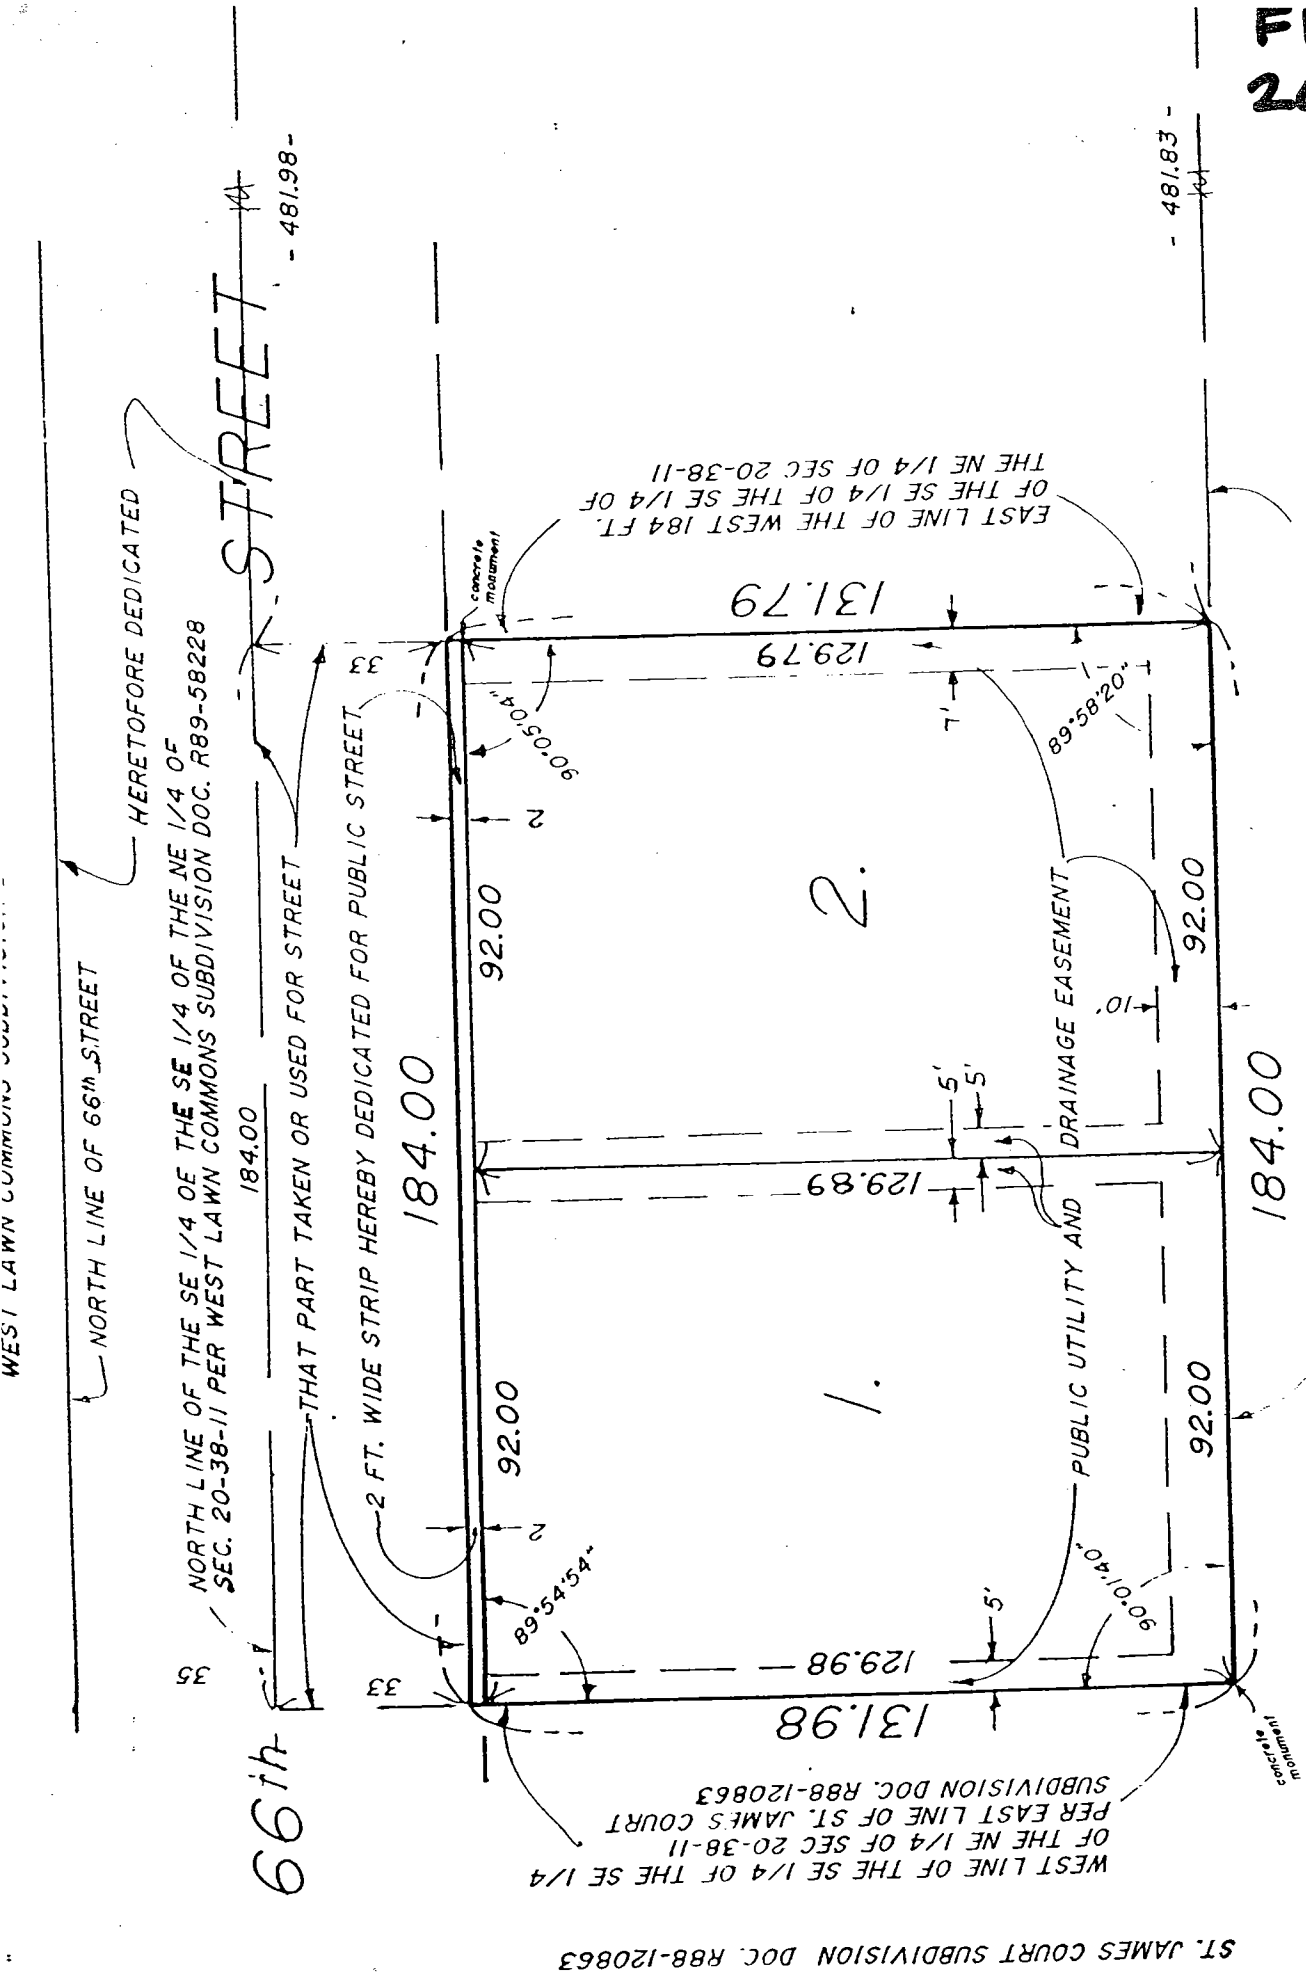 WEST LAWN COMMONS
NORTH LINE OF 66th STREET
HERETOFORE DEDICATED
NORTH LINE OF THE SE 1/4 OF THE SE 1/4 OF THE NE 1/4 OF
SEC. 20-38-11 PER WEST LAWN COMMONS SUBDIVISION DOC. R89-58228
66th STREET
184.00
- 481.98 -
35
33
33
THAT PART TAKEN OR USED FOR STREET
2 FT. WIDE STRIP HEREBY DEDICATED FOR PUBLIC STREET
184.00
2
2
92.00
92.00
89°54'54"
90°05'04"
concrete
monument
131.98
129.98
129.89
129.79
131.79
1.
2.
5'
5'
5'
7'
10'
PUBLIC UTILITY AND DRAINAGE EASEMENT
90°01'40"
89°58'20"
92.00
92.00
184.00
- 481.83 -
concrete
monument
EAST LINE OF THE WEST 184 FT.
OF THE SE 1/4 OF THE SE 1/4 OF
THE NE 1/4 OF SEC 20-38-11
WEST LINE OF THE SE 1/4 OF THE SE 1/4
OF THE NE 1/4 OF SEC 20-38-11
PER EAST LINE OF ST. JAMES COURT
SUBDIVISION DOC. R88-120863
ST. JAMES COURT SUBDIVISION DOC. R88-120863